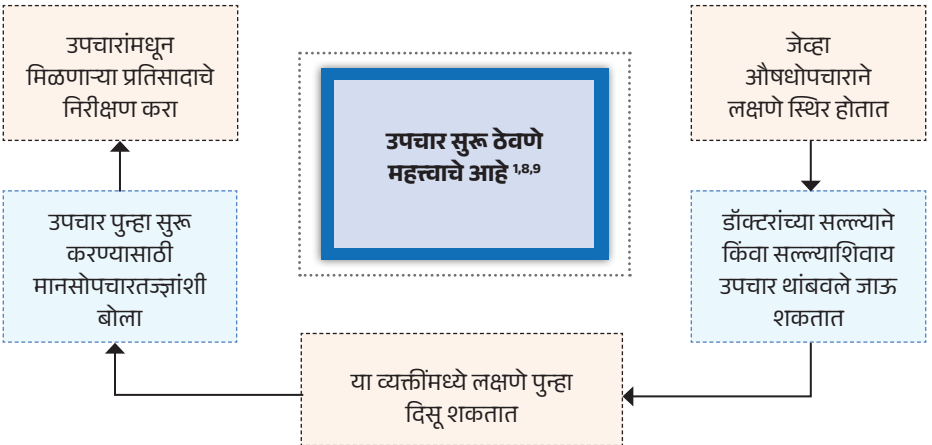 उपचारांमधून
मिळणाऱ्या प्रतिसादाचे
निरीक्षण करा
उपचार सुरू ठेवणे
महत्त्वाचे आहे 1,8,9
जेव्हा
औषधोपचाराने
लक्षणे स्थिर होतात
उपचार पुन्हा सुरू
करण्यासाठी
मानसोपचारतज्ज्ञांशी
बोला
डॉक्टरांच्या सल्ल्याने
किंवा सल्ल्याशिवाय
उपचार थांबवले जाऊ
शकतात
या व्यक्तींमध्ये लक्षणे पुन्हा
दिसू शकतात